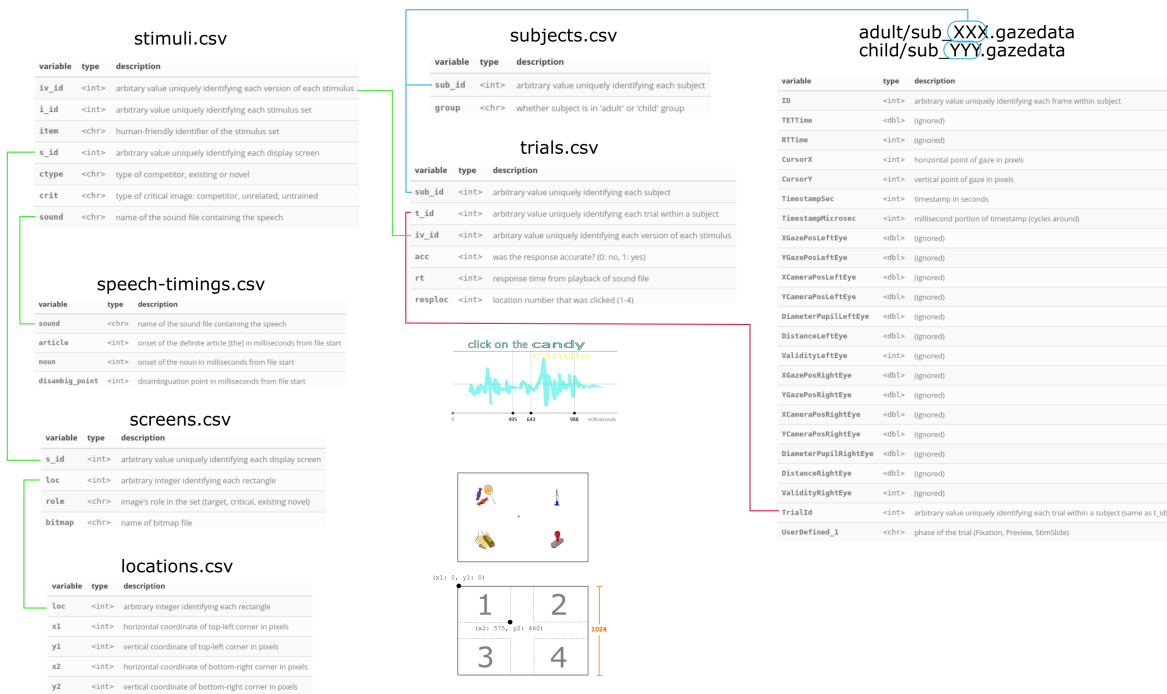 stimuli.csv
variable type description
iv_id <int> arbitary value uniquely identifying each version of each stimulus
i_id <int> arbitrary value uniquely identifying each stimulus set
item <chr> human-friendly identifier of the stimulus set
s_id <int> arbitrary value uniquely identifying each display screen
ctype <chr> type of competitor, existing or novel
crit <chr> type of critical image: competitor, unrelated, untrained
sound <chr> name of the sound file containing the speech
speech-timings.csv
variable type description
sound <chr> name of the sound file containing the speech
article <int> onset of the definite article [the] in milliseconds from file start
noun <int> onset of the noun in milliseconds from file start
disambig_point <int> disambiguation point in milliseconds from file start
screens.csv
variable type description
s_id <int> arbitrary value uniquely identifying each display screen
loc <int> arbitrary integer identifying each rectangle
role <chr> image's role in the set (target, critical, existing novel)
bitmap <chr> name of bitmap file
locations.csv
variable type description
loc <int> arbitrary integer identifying each rectangle
x1 <int> horizontal coordinate of top-left corner in pixels
y1 <int> vertical coordinate of top-left corner in pixels
x2 <int> horizontal coordinate of bottom-right corner in pixels
y2 <int> vertical coordinate of bottom-right corner in pixels
subjects.csv
variable type description
sub_id <int> arbitrary value uniquely identifying each subject
group <chr> whether subject is in 'adult' or 'child' group
trials.csv
variable type description
sub_id <int> arbitrary value uniquely identifying each subject
t_id <int> arbitrary value uniquely identifying each trial within a subject
iv_id <int> arbitary value uniquely identifying each version of each stimulus
acc <int> was the response accurate? (0: no, 1: yes)
rt <int> response time from playback of sound file
resploc <int> location number that was clicked (1-4)
click on the candy
candle
0 495 643 988 milliseconds
(x1: 0, y1: 0)
1 2
(x2: 575, y2: 460)
1024
3 4
adult/sub_XXX.gazedata
child/sub_YYY.gazedata
variable type description
ID <int> arbitrary value uniquely identifying each frame within subject
TETTime <dbl> (ignored)
RTTime <int> (ignored)
CursorX <int> horizontal point of gaze in pixels
CursorY <int> vertical point of gaze in pixels
TimestampSec <int> timestamp in seconds
TimestampMicrosec <int> millisecond portion of timestamp (cycles around)
XGazePosLeftEye <dbl> (ignored)
YGazePosLeftEye <dbl> (ignored)
XCameraPosLeftEye <dbl> (ignored)
YCameraPosLeftEye <dbl> (ignored)
DiameterPupilLeftEye <dbl> (ignored)
DistanceLeftEye <dbl> (ignored)
ValidityLeftEye <int> (ignored)
XGazePosRightEye <dbl> (ignored)
YGazePosRightEye <dbl> (ignored)
XCameraPosRightEye <dbl> (ignored)
YCameraPosRightEye <dbl> (ignored)
DiameterPupilRightEye <dbl> (ignored)
DistanceRightEye <dbl> (ignored)
ValidityRightEye <int> (ignored)
TrialId <int> arbitrary value uniquely identifying each trial within a subject (same as t_id)
UserDefined_1 <chr> phase of the trial (Fixation, Preview, StimSlide)